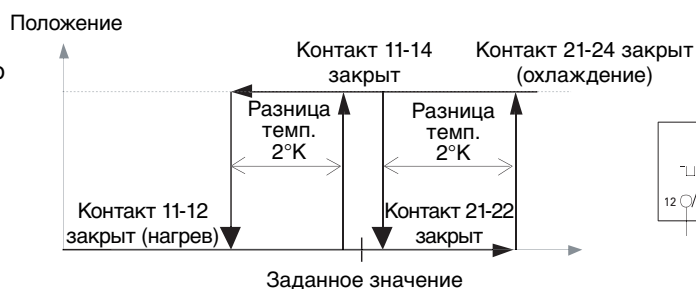 Положение
Контакт 11-14
закрыт
Контакт 21-24 закрыт
(охлаждение)
Разница
темп.
2°K
Разница
темп.
2°K
Контакт 11-12
закрыт (нагрев)
Контакт 21-22
закрыт
Заданное значение
12